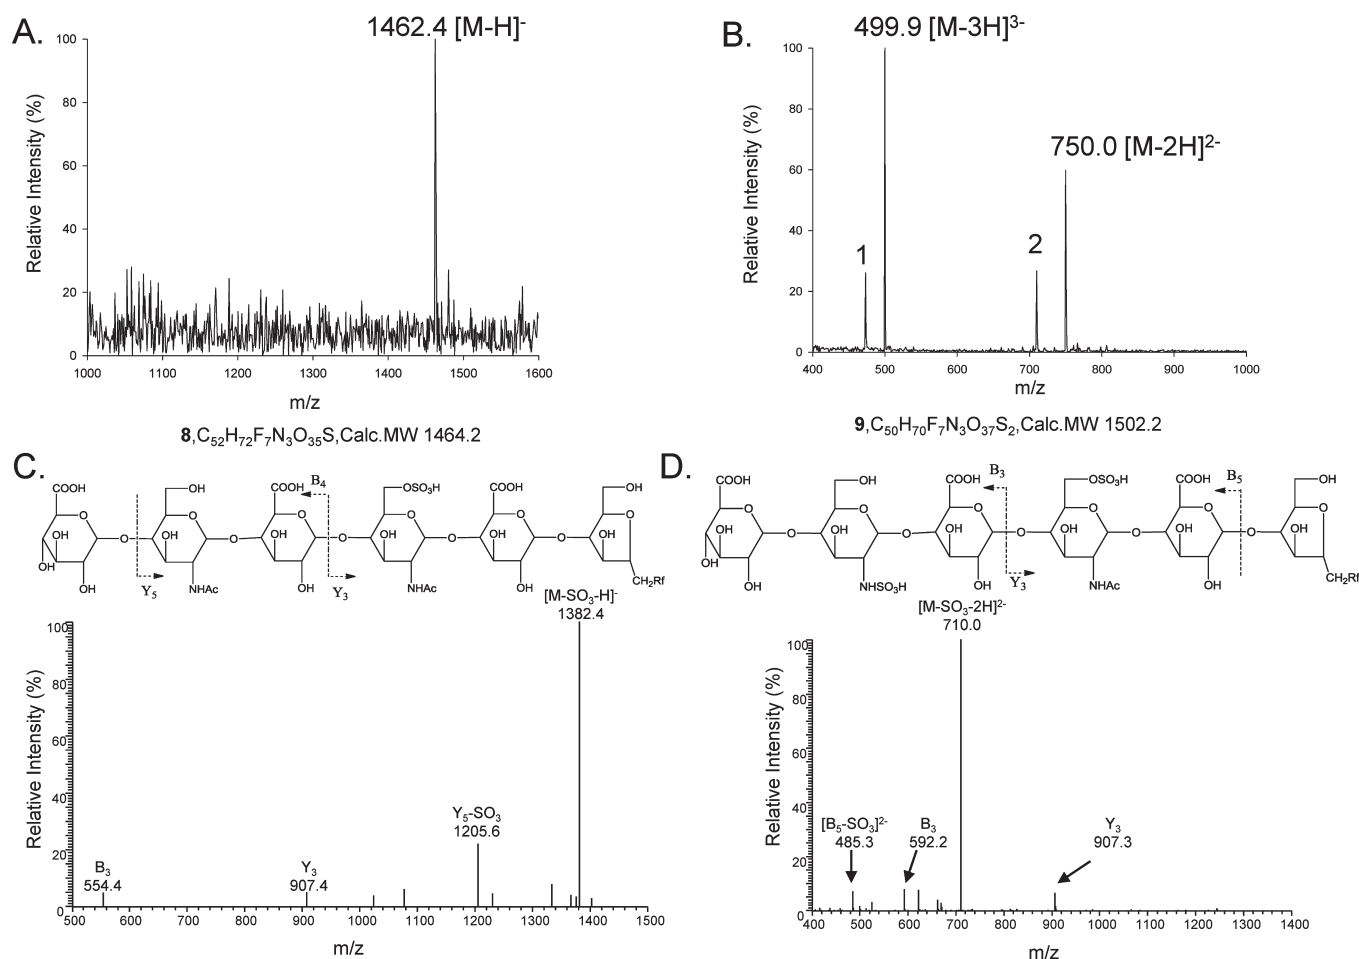 A.
1462.4 [M-H]-
Relative Intensity (%)
100
80
60
40
20
0
1000 1100 1200 1300 1400 1500 1600
m/z
8,C52H72F7N3O35S,Calc.MW 1464.2
B.
499.9 [M-3H]3-
750.0 [M-2H]2-
1
2
Relative Intensity (%)
100
80
60
40
20
0
400 500 600 700 800 900 1000
m/z
9,C50H70F7N3O37S2,Calc.MW 1502.2
C.
COOH O OH OH OH O
Y5
OH O OH NHAc O
COOH B4 O OH OH O
Y3
OSO3H O OH NHAc O
COOH O OH OH O
OH O OH CH2Rf
[M-SO3-H]-
1382.4
Y5-SO3
1205.6
B3
554.4
Y3
907.4
Relative Intensity (%)
100
80
60
40
20
0
500 600 700 800 900 1000 1100 1200 1300 1400 1500
m/z
D.
COOH O OH OH OH O
OH O OH NHSO3H O
COOH B3 O OH OH O
Y3
OSO3H O OH NHAc O
COOH B5 O OH OH O
OH O OH CH2Rf
[M-SO3-2H]2-
710.0
[B5-SO3]2-
485.3
B3
592.2
Y3
907.3
Relative Intensity (%)
100
80
60
40
20
0
400 500 600 700 800 900 1000 1100 1200 1300 1400
m/z